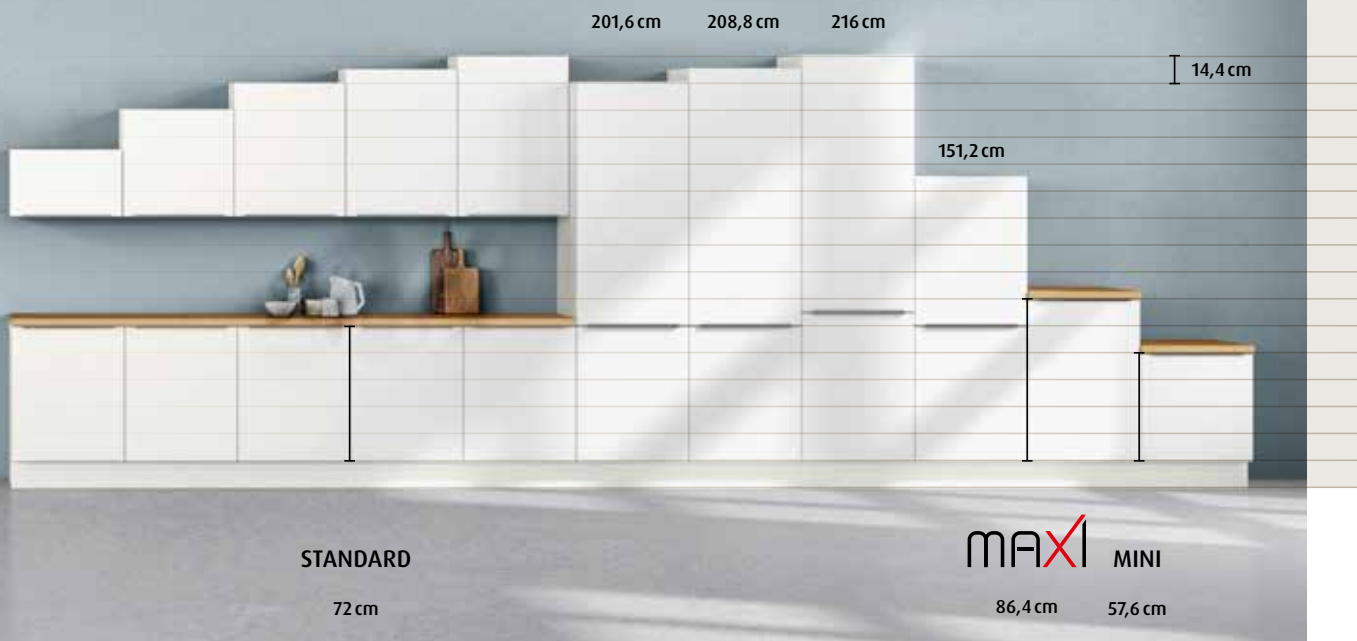 201,6 cm 208,8 cm 216 cm
14,4 cm
151,2 cm
STANDARD MAXI MINI
72 cm 86,4 cm 57,6 cm